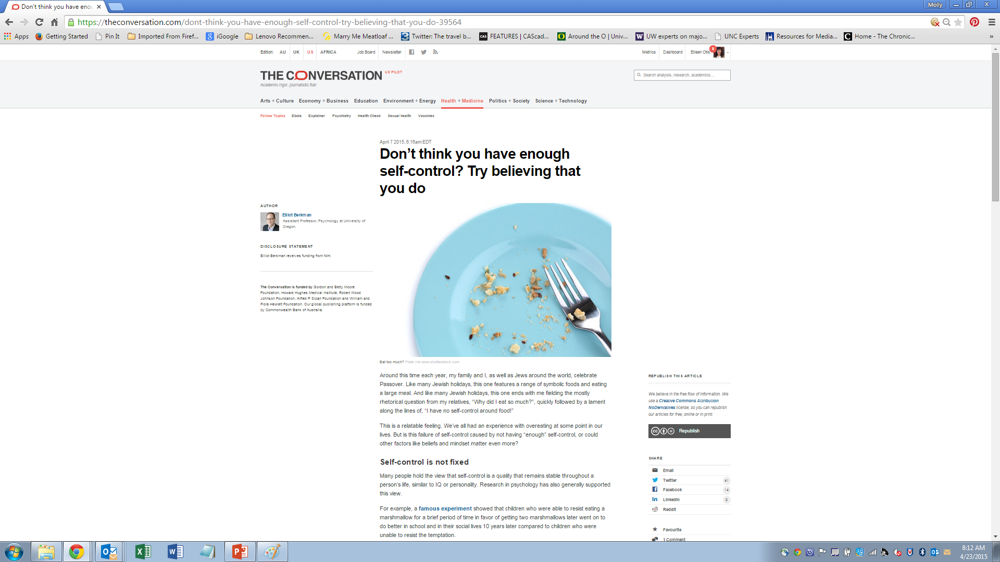 Don't think you have enou
Molly
https://theconversation.com/dont-think-you-have-enough-self-control-try-believing-that-you-do-39564
Apps Getting Started Pin It Imported From Firef... iGoogle Lenovo Recommen... Marry Me Meatloaf ... Twitter: The travel b... CAS FEATURES | CAScad... Around the O | Univ... UW experts on majo... UNC Experts Resources for Media... Home - The Chronic... »
Edition: AU UK US AFRICA Job Board Newsletter Metrics Dashboard Eileen Otis 3
THE CONVERSATION US PILOT
Academic rigor, journalistic flair
Search analysis, research, academics...
Arts + Culture Economy + Business Education Environment + Energy Health + Medicine Politics + Society Science + Technology
Follow Topics Ebola Explainer Psychiatry Health Check Sexual health Vaccines
April 7 2015, 6.16am EDT
Don’t think you have enough
self-control? Try believing that
you do
AUTHOR
Elliot Berkman
Assistant Professor, Psychology at University of
Oregon
DISCLOSURE STATEMENT
Elliot Berkman receives funding from NIH.
The Conversation is funded by Gordon and Betty Moore
Foundation, Howard Hughes Medical Institute, Robert Wood
Johnson Foundation, Alfred P Sloan Foundation and William and
Flora Hewlett Foundation. Our global publishing platform is funded
by Commonwealth Bank of Australia.
Eat too much? Plate via www.shutterstock.com
Around this time each year, my family and I, as well as Jews around the world, celebrate
Passover. Like many Jewish holidays, this one features a range of symbolic foods and eating
a large meal. And like many Jewish holidays, this one ends with me fielding the mostly
rhetorical question from my relatives, “Why did I eat so much?”, quickly followed by a lament
along the lines of, “I have no self-control around food!”
This is a relatable feeling. We’ve all had an experience with overeating at some point in our
lives. But is this failure of self-control caused by not having “enough” self-control, or could
other factors like beliefs and mindset matter even more?
Self-control is not fixed
Many people hold the view that self-control is a quality that remains stable throughout a
person’s life, similar to IQ or personality. Research in psychology has also generally supported
this view.
For example, a famous experiment showed that children who were able to resist eating a
marshmallow for a brief period of time in favor of getting two marshmallows later went on to
do better in school and in their social lives 10 years later compared to children who were
unable to resist the temptation.
REPUBLISH THIS ARTICLE
We believe in the free flow of information. We
use a Creative Commons Attribution
NoDerivatives license, so you can republish
our articles for free, online or in print.
Republish
SHARE
Email
Twitter 41
Facebook 14
LinkedIn 0
Reddit
Favourite
1 Comment
8:12 AM
4/23/2015